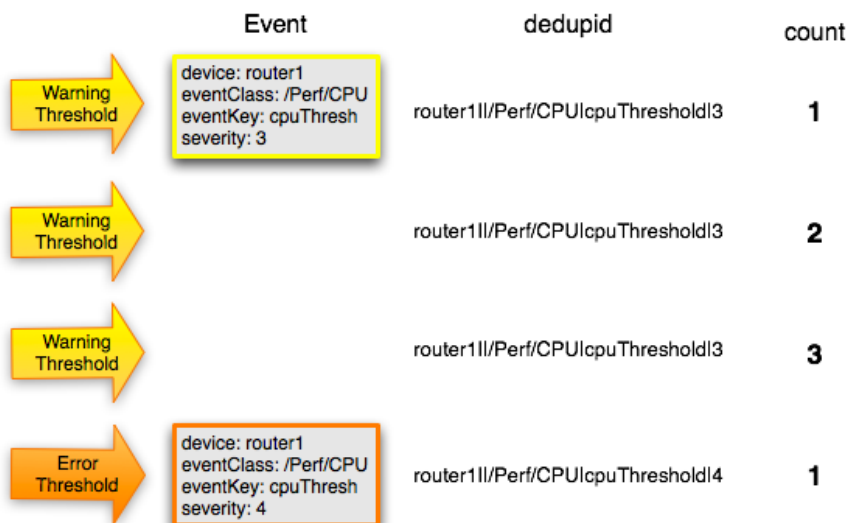 Event dedupid count
Warning
Threshold
device: router1
eventClass: /Perf/CPU
eventKey: cpuThresh
severity: 3
router1||/Perf/CPU|cpuThreshold|3
1
Warning
Threshold
router1||/Perf/CPU|cpuThreshold|3
2
Warning
Threshold
router1||/Perf/CPU|cpuThreshold|3
3
Error
Threshold
device: router1
eventClass: /Perf/CPU
eventKey: cpuThresh
severity: 4
router1||/Perf/CPU|cpuThreshold|4
1